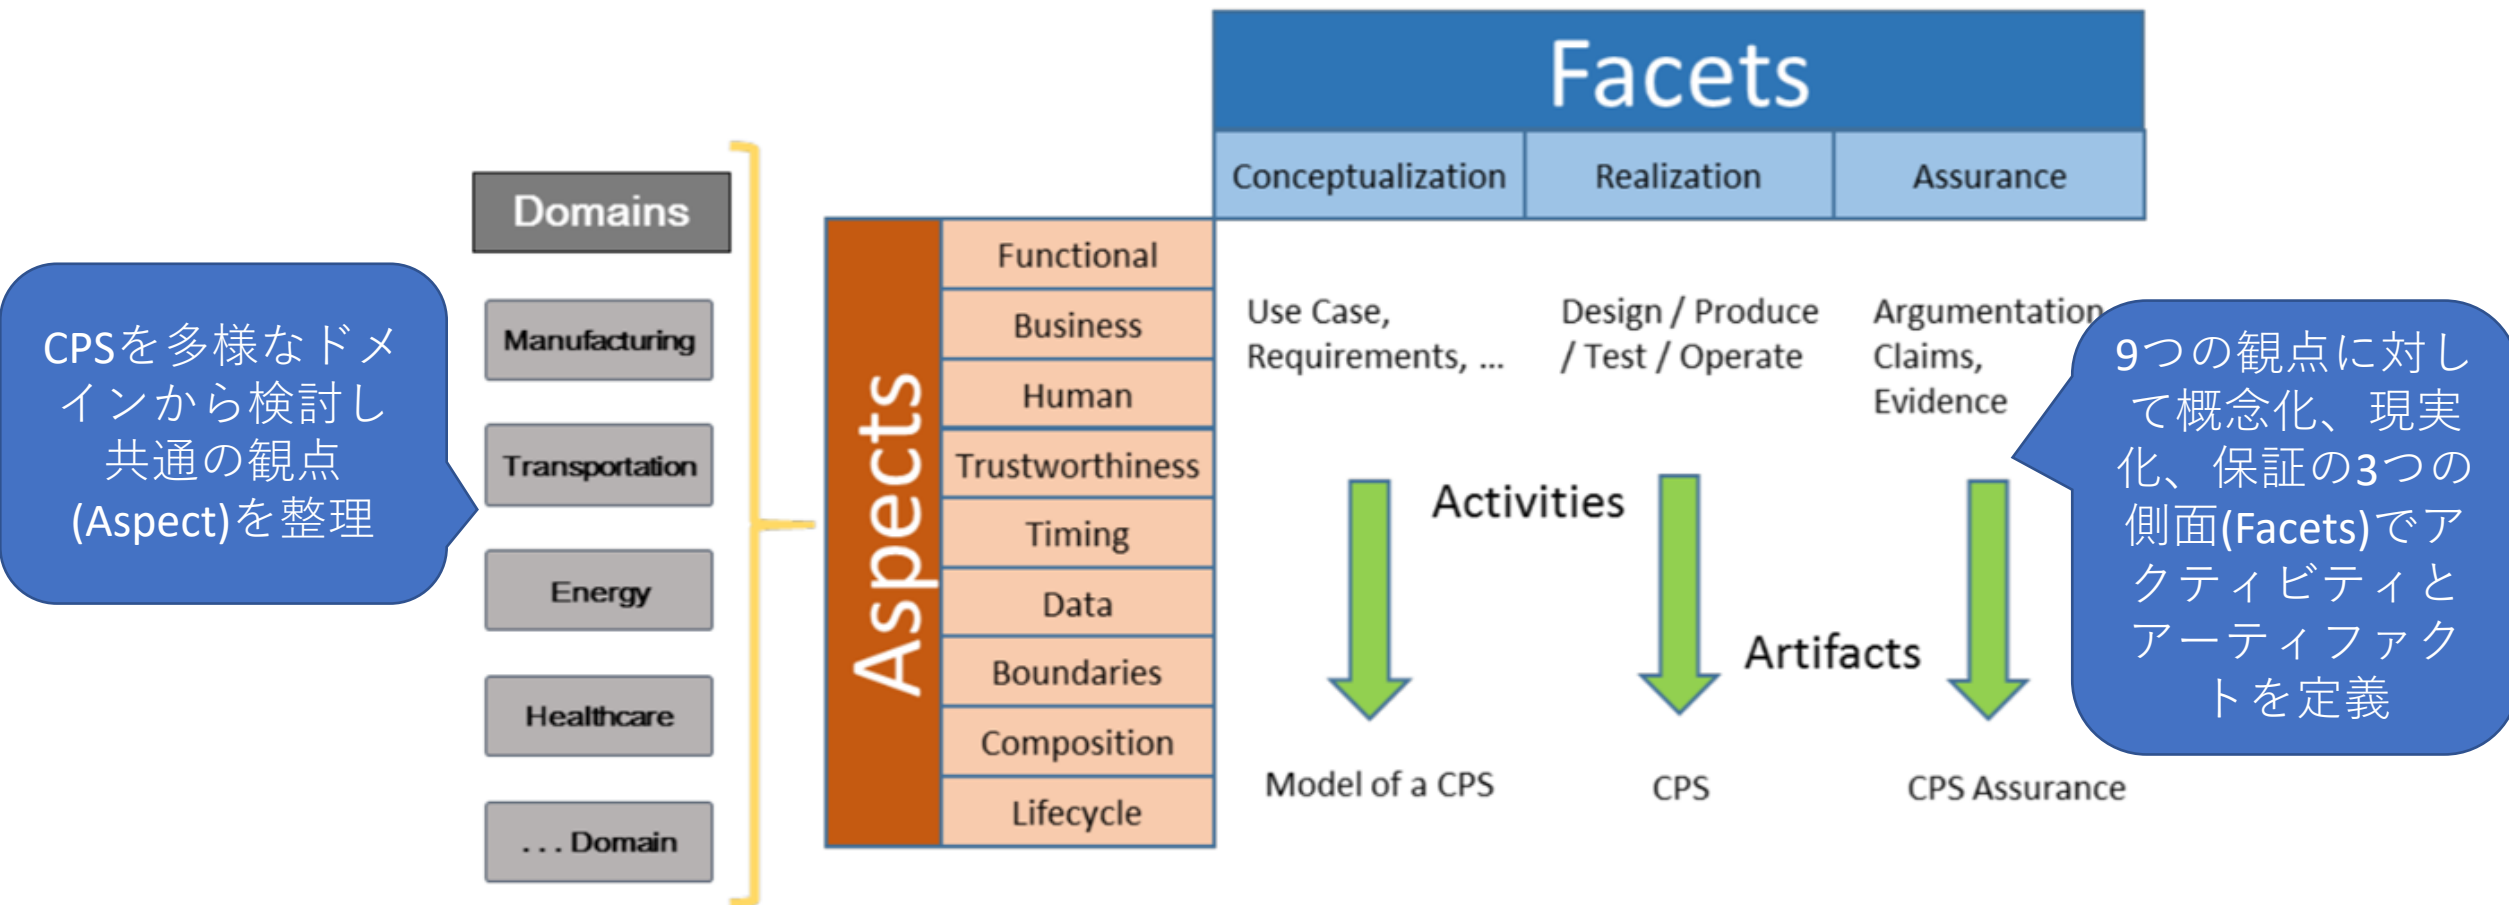 Facets
Conceptualization
Realization
Assurance
Domains
Manufacturing
Transportation
Energy
Healthcare
. . . Domain
CPSを多様なドメ
インから検討し
共通の観点
(Aspect)を整理
Aspects
Functional
Business
Human
Trustworthiness
Timing
Data
Boundaries
Composition
Lifecycle
Use Case,
Requirements, ...
Design / Produce
/ Test / Operate
Argumentation
Claims,
Evidence
Activities
Artifacts
Model of a CPS
CPS
CPS Assurance
9つの観点に対し
て概念化、現実
化、保証の3つの
側面(Facets)でア
クティビティと
アーティファク
トを定義